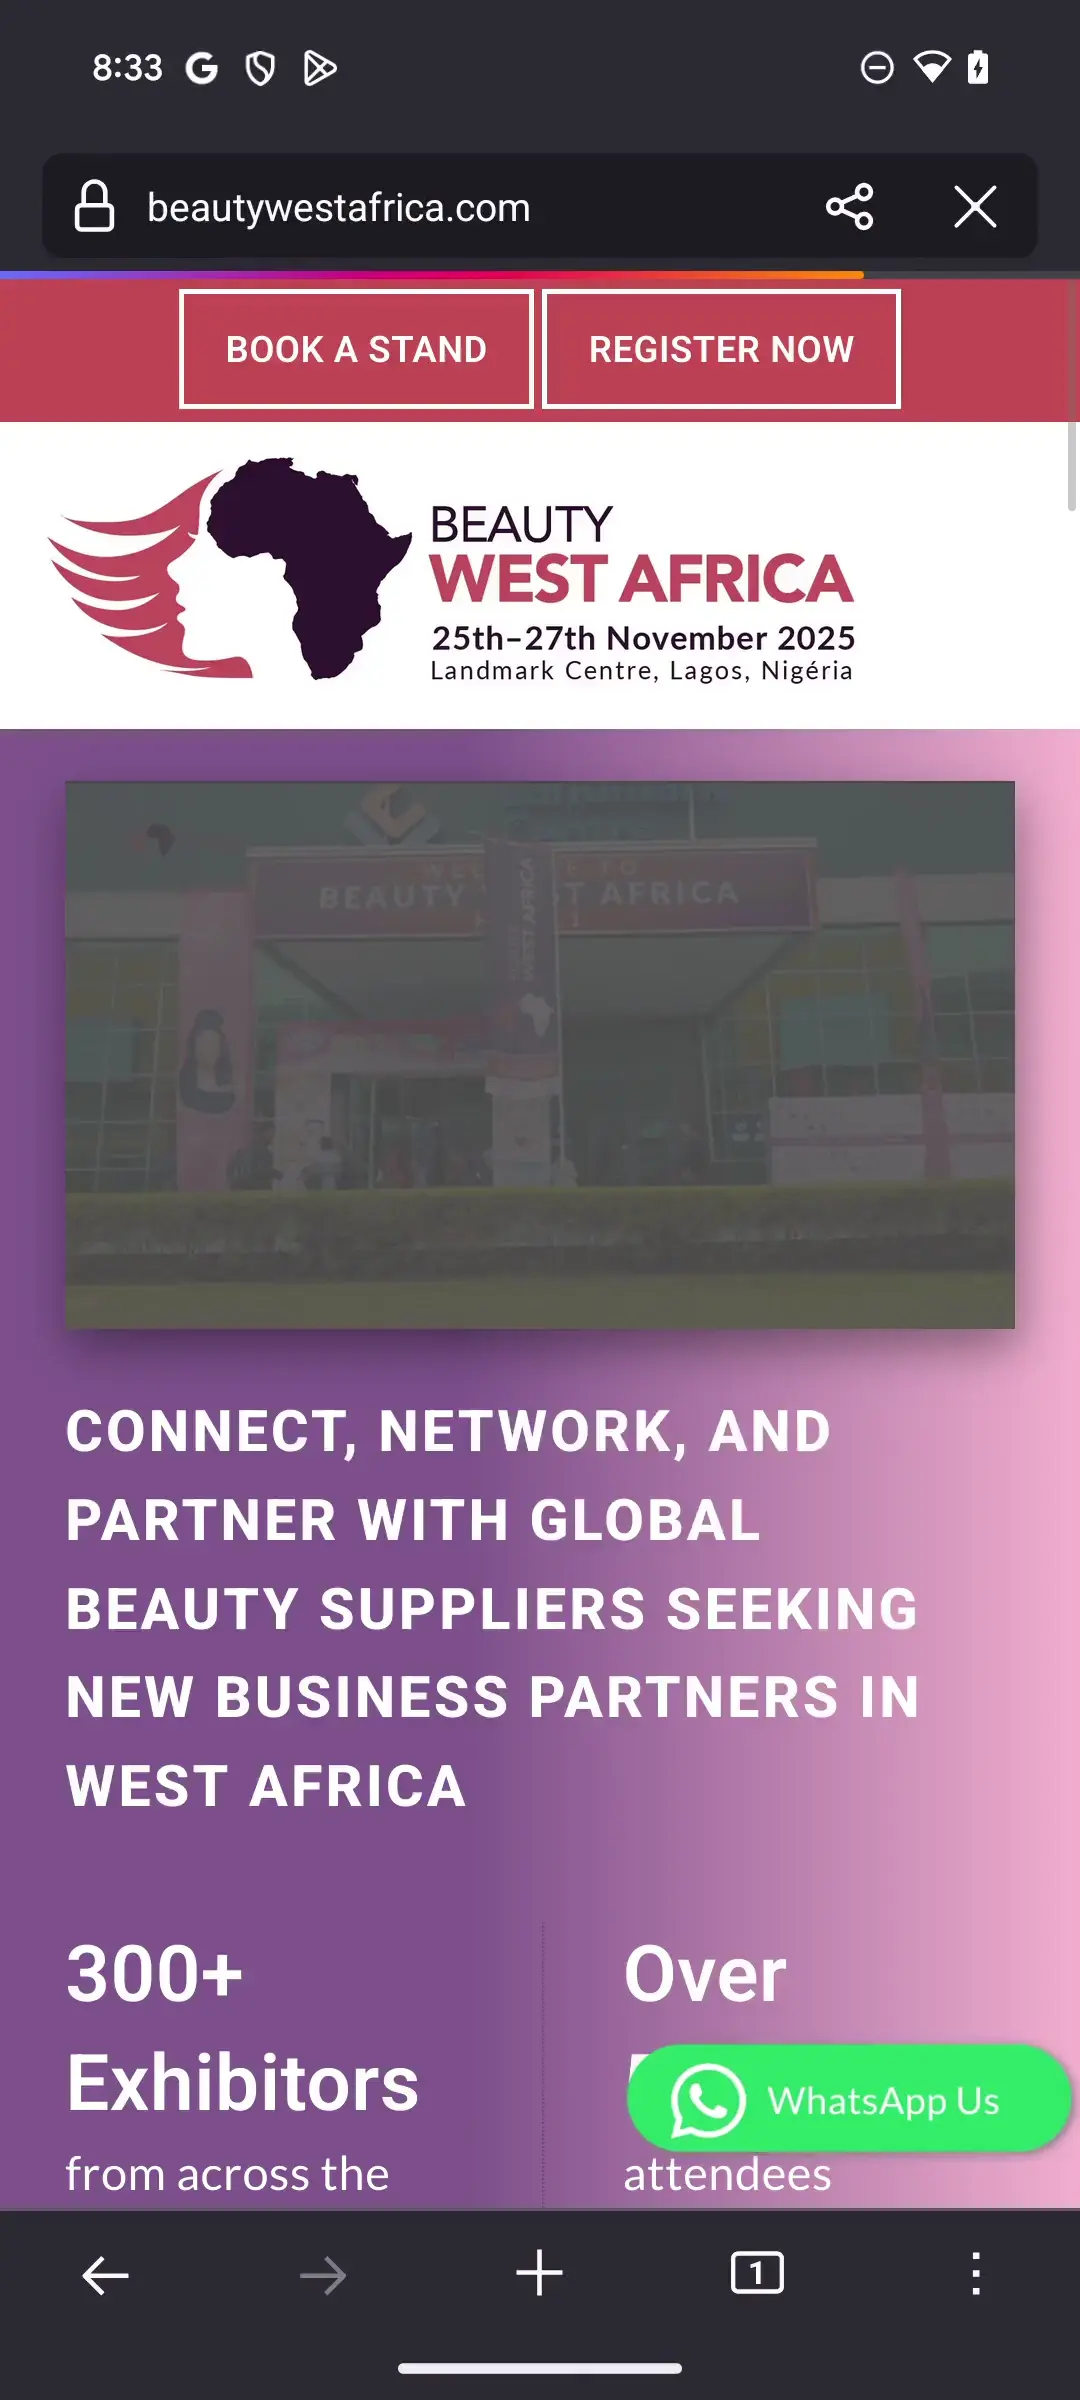 8:33
beautywestafrica.com
BOOK A STAND
REGISTER NOW
BEAUTY
WEST AFRICA
25th–27th November 2025
Landmark Centre, Lagos, Nigéria
BEAUTY
T AFRICA
WEST AFRICA
CONNECT, NETWORK, AND
PARTNER WITH GLOBAL
BEAUTY SUPPLIERS SEEKING
NEW BUSINESS PARTNERS IN
WEST AFRICA
300+
Exhibitors
from across the
Over
attendees
WhatsApp Us
1